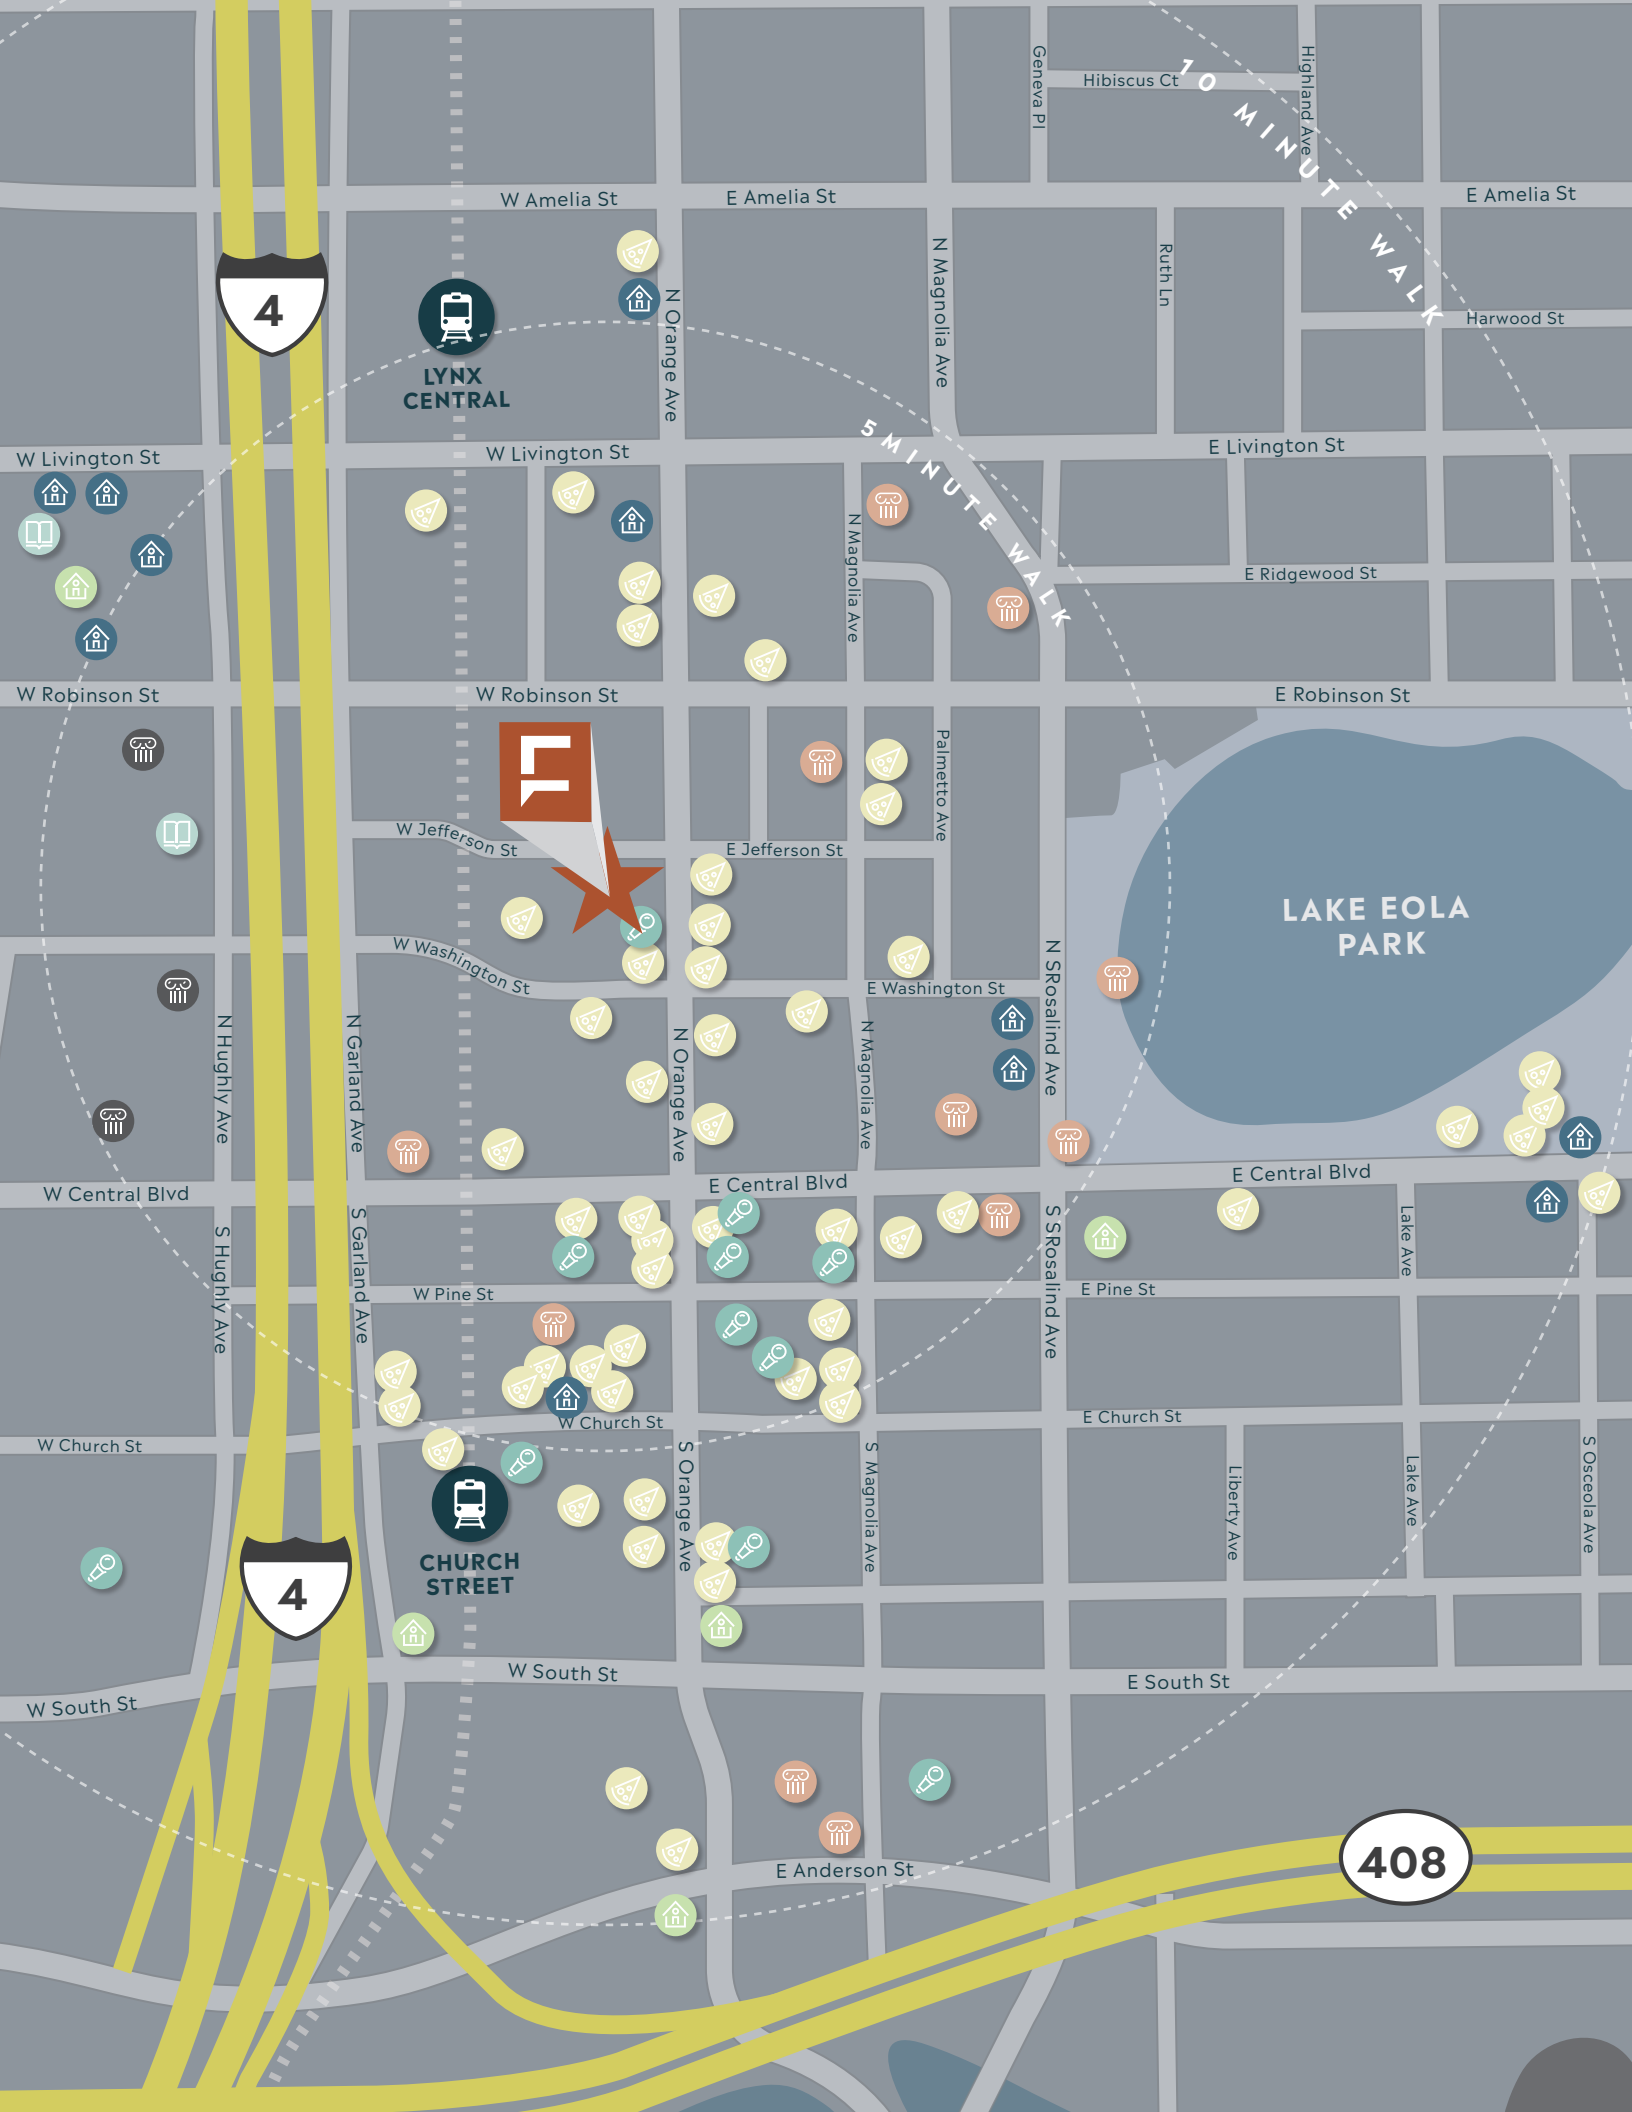 Geneva Pl
Hibiscus Ct
Highland Ave
10 MINUTE WALK
W Amelia St
E Amelia St
E Amelia St
4
LYNX
CENTRAL
N Orange Ave
N Magnolia Ave
Ruth Ln
Harwood St
W Livington St
W Livington St
5 MINUTE WALK
E Livington St
N Magnolia Ave
E Ridgewood St
W Robinson St
W Robinson St
E Robinson St
F
Palmetto Ave
W Jefferson St
E Jefferson St
LAKE EOLA
PARK
W Washington St
E Washington St
N SRosalind Ave
N Hughly Ave
N Garland Ave
N Orange Ave
N Magnolia Ave
W Central Blvd
E Central Blvd
E Central Blvd
S Hughly Ave
S Garland Ave
S SRosalind Ave
Lake Ave
W Pine St
E Pine St
W Church St
W Church St
E Church St
S Orange Ave
S Magnolia Ave
Liberty Ave
Lake Ave
S Osceola Ave
4
CHURCH
STREET
W South St
W South St
E South St
E Anderson St
408